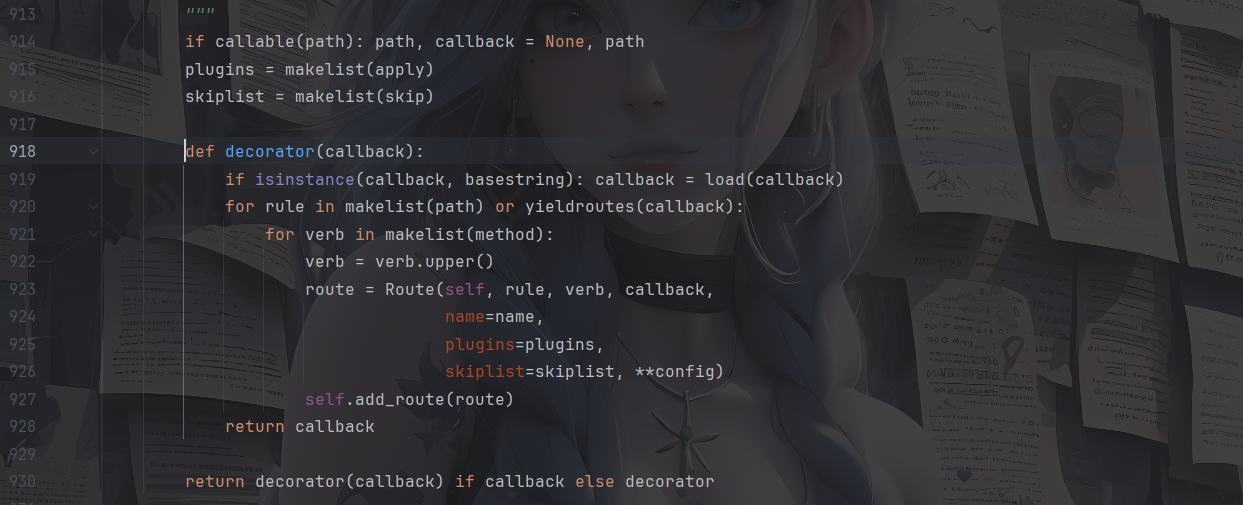 913 """
914 if callable(path): path, callback = None, path
915 plugins = makelist(apply)
916 skiplist = makelist(skip)
917
918 def decorator(callback):
919 if isinstance(callback, basestring): callback = load(callback)
920 for rule in makelist(path) or yieldroutes(callback):
921 for verb in makelist(method):
922 verb = verb.upper()
923 route = Route(self, rule, verb, callback,
924 name=name,
925 plugins=plugins,
926 skiplist=skiplist, **config)
927 self.add_route(route)
928 return callback
929
930 return decorator(callback) if callback else decorator